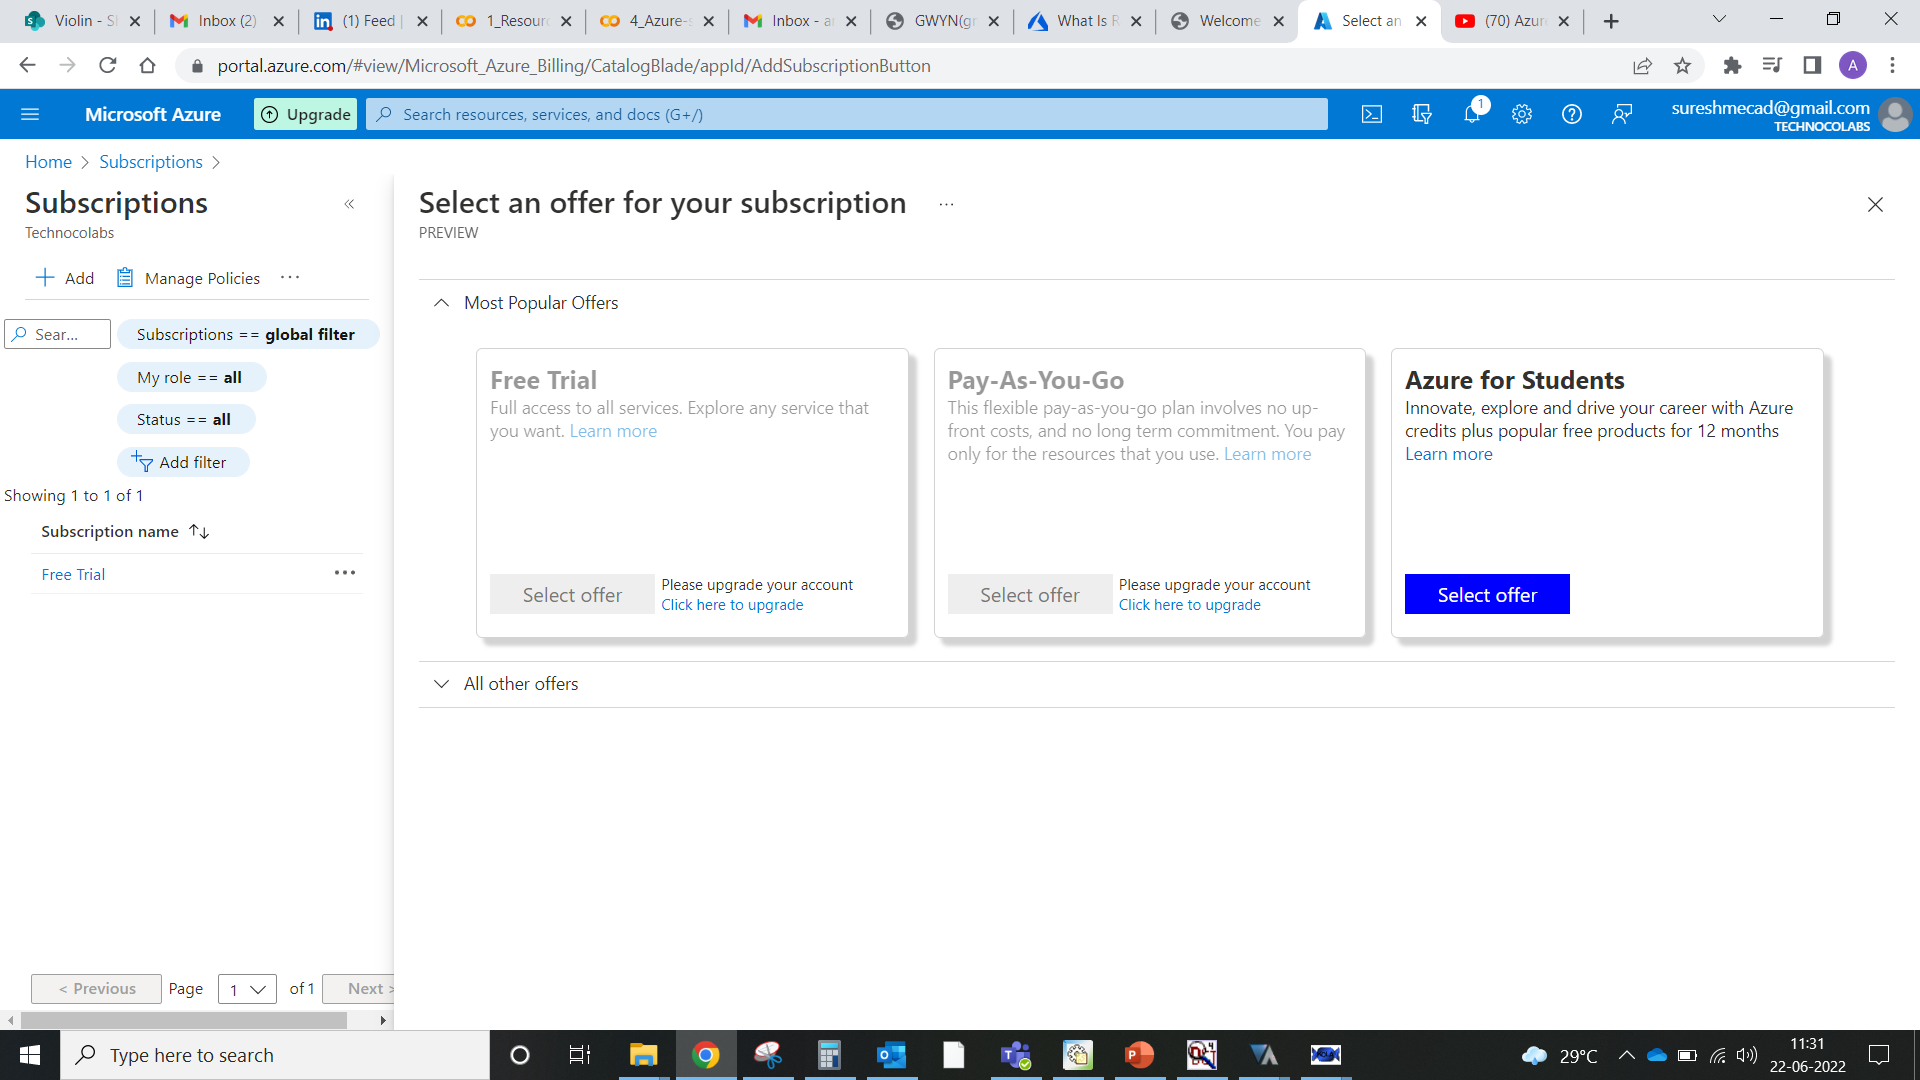 Violin - S
Inbox (2)
(1) Feed |
1_Resour
4_Azure-s
Inbox - a
GWYN(gr
What Is R
Welcome
Select an
(70) Azur
portal.azure.com/#view/Microsoft_Azure_Billing/CatalogBlade/appId/AddSubscriptionButton
A
Microsoft Azure
Upgrade
Search resources, services, and docs (G+/)
1
sureshmecad@gmail.com
TECHNOCOLABS
Home > Subscriptions >
Subscriptions
Technocolabs
Add
Manage Policies
Sear...
Subscriptions == global filter
My role == all
Status == all
Add filter
Showing 1 to 1 of 1
Subscription name
Free Trial
< Previous Page 1 of 1 Next >
Select an offer for your subscription
PREVIEW
Most Popular Offers
Free Trial
Full access to all services. Explore any service that
you want. Learn more
Select offer
Please upgrade your account
Click here to upgrade
Pay-As-You-Go
This flexible pay-as-you-go plan involves no up-
front costs, and no long term commitment. You pay
only for the resources that you use. Learn more
Select offer
Please upgrade your account
Click here to upgrade
Azure for Students
Innovate, explore and drive your career with Azure
credits plus popular free products for 12 months
Learn more
Select offer
All other offers
Type here to search
29°C
11:31
22-06-2022